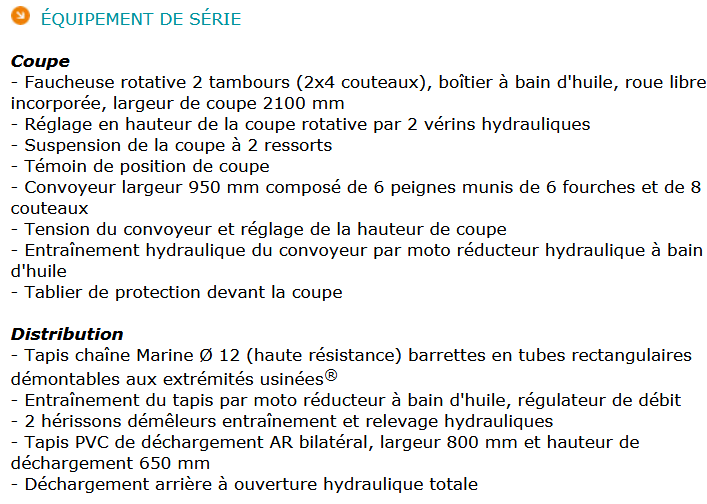 ÉQUIPEMENT DE SÉRIE
Coupe
- Faucheuse rotative 2 tambours (2x4 couteaux), boîtier à bain d'huile, roue libre
incorporée, largeur de coupe 2100 mm
- Réglage en hauteur de la coupe rotative par 2 vérins hydrauliques
- Suspension de la coupe à 2 ressorts
- Témoin de position de coupe
- Convoyeur largeur 950 mm composé de 6 peignes munis de 6 fourches et de 8
couteaux
- Tension du convoyeur et réglage de la hauteur de coupe
- Entraînement hydraulique du convoyeur par moto réducteur hydraulique à bain
d'huile
- Tablier de protection devant la coupe
Distribution
- Tapis chaîne Marine Ø 12 (haute résistance) barrettes en tubes rectangulaires
démontables aux extrémités usinées®
- Entraînement du tapis par moto réducteur à bain d'huile, régulateur de débit
- 2 hérissons démêleurs entraînement et relevage hydrauliques
- Tapis PVC de déchargement AR bilatéral, largeur 800 mm et hauteur de
déchargement 650 mm
- Déchargement arrière à ouverture hydraulique totale